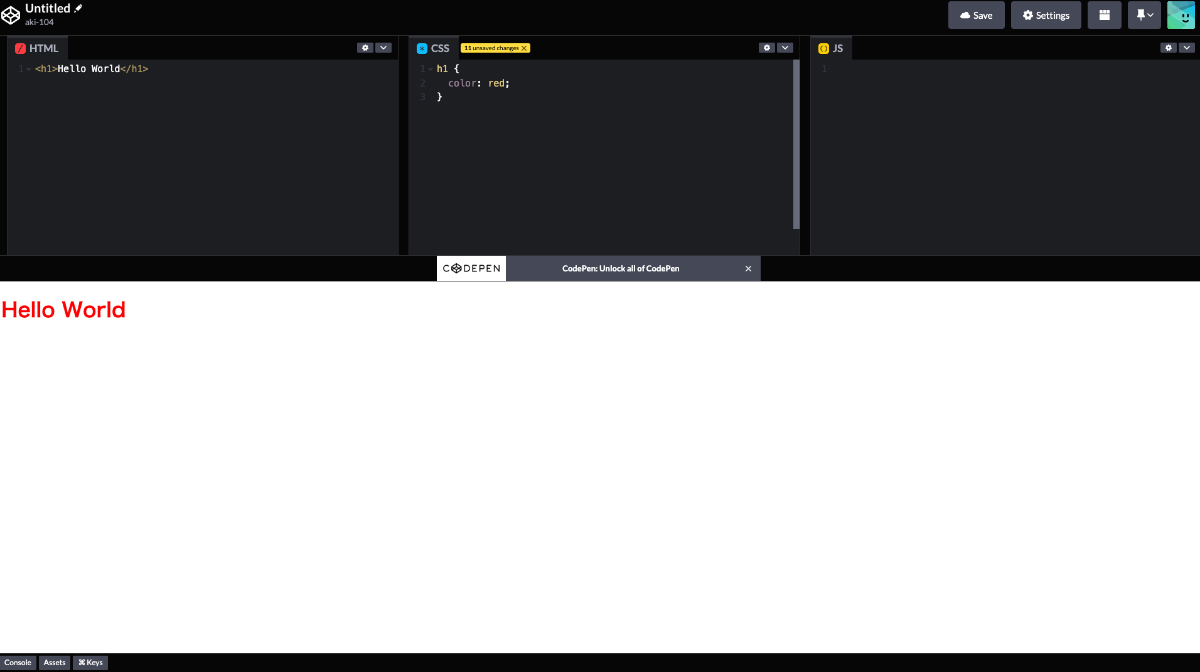 Untitled
aki-104
Save
Settings
HTML
1 <h1>Hello World</h1>
CSS
11 unsaved changes X
1 h1 {
2 color: red;
3 }
JS
1
CODEPEN
CodePen: Unlock all of CodePen
×
Hello World
Console
Assets
⌘ Keys